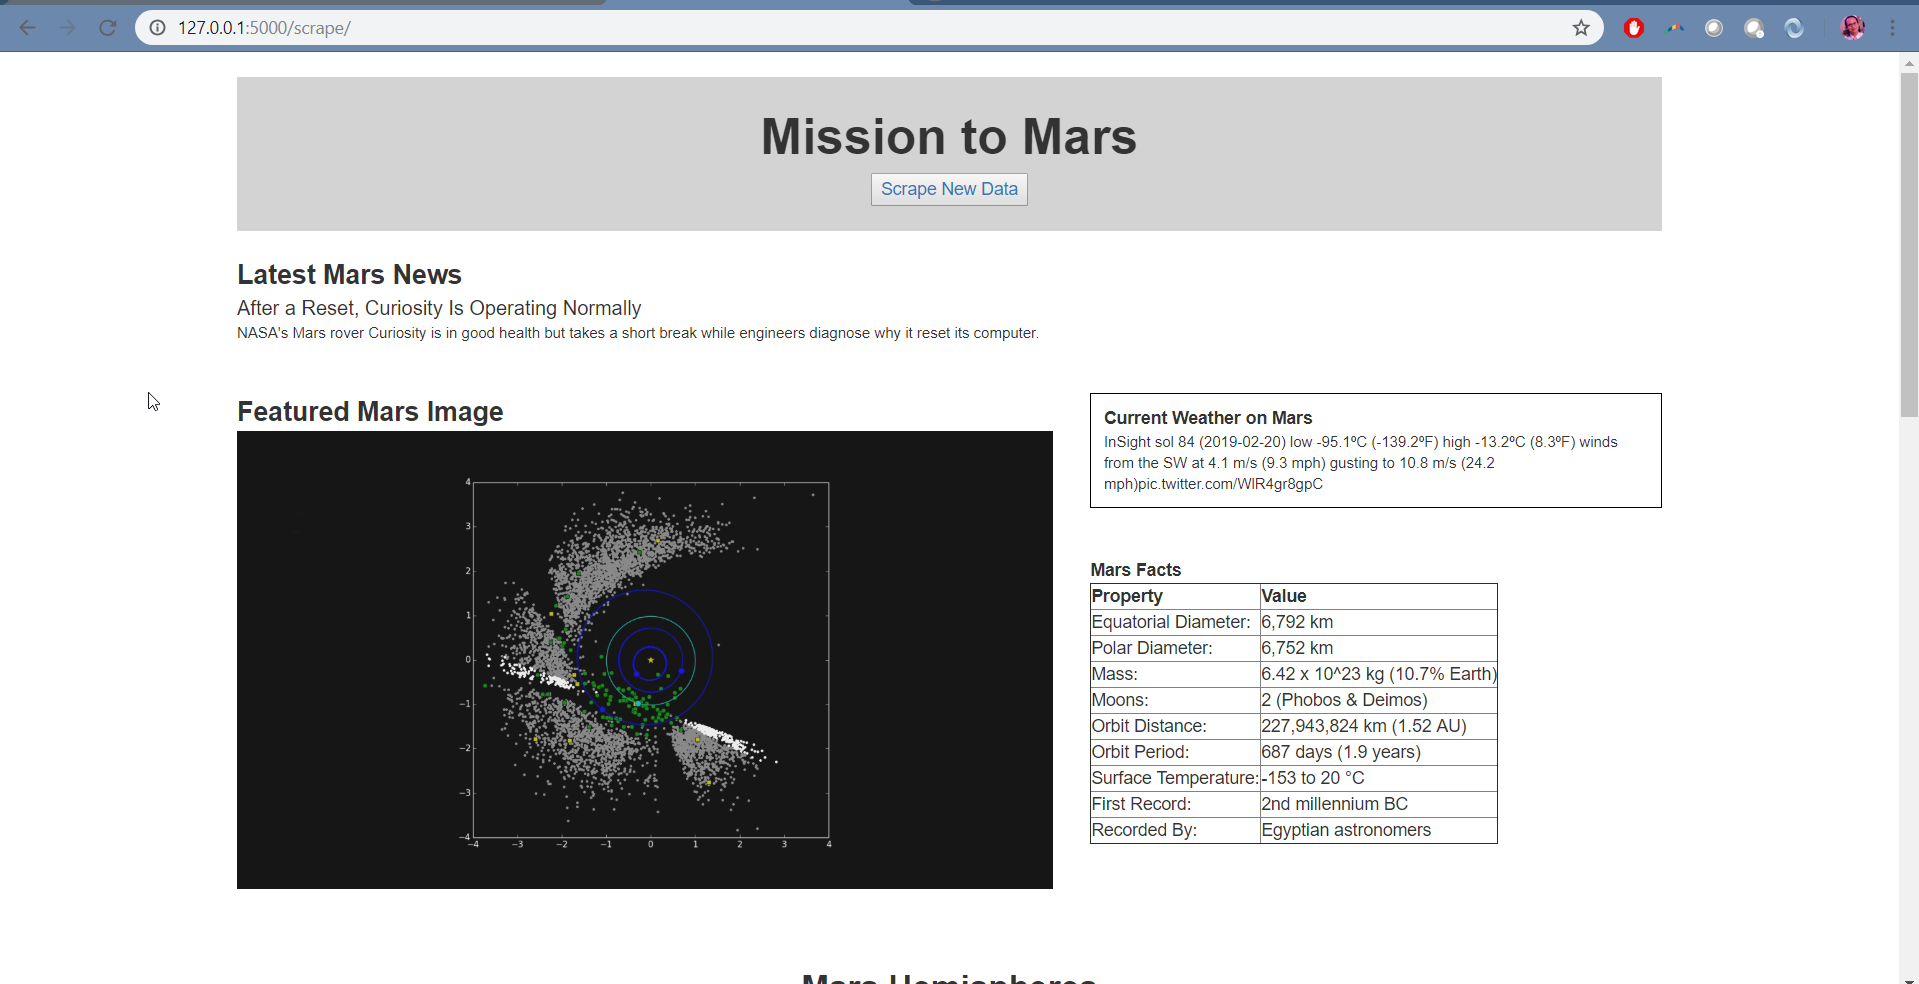 127.0.0.1:5000/scrape/
Mission to Mars
Scrape New Data
Latest Mars News
After a Reset, Curiosity Is Operating Normally
NASA's Mars rover Curiosity is in good health but takes a short break while engineers diagnose why it reset its computer.
Featured Mars Image
4
3
2
1
0
−1
−2
−3
−4
−4 −3 −2 −1 0 1 2 3 4
Current Weather on Mars
InSight sol 84 (2019-02-20) low -95.1ºC (-139.2ºF) high -13.2ºC (8.3ºF) winds
from the SW at 4.1 m/s (9.3 mph) gusting to 10.8 m/s (24.2
mph)pic.twitter.com/WlR4gr8gpC
Mars Facts
Property Value
Equatorial Diameter: 6,792 km
Polar Diameter: 6,752 km
Mass: 6.42 x 10^23 kg (10.7% Earth)
Moons: 2 (Phobos & Deimos)
Orbit Distance: 227,943,824 km (1.52 AU)
Orbit Period: 687 days (1.9 years)
Surface Temperature: -153 to 20 °C
First Record: 2nd millennium BC
Recorded By: Egyptian astronomers
Mars Hemispheres